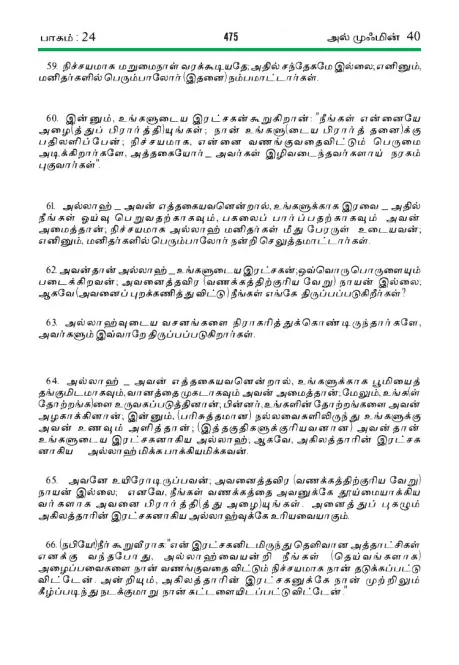 பாகம் : 24 475 அல் முஃமின் 40
59. நிச்சயமாக மறுமைநாள் வரக்கூடியதே; அதில் சந்தேகமே இல்லை; எனினும்,
மனிதர்களில் பெரும்பாலோர் (இதனை) நம்பமாட்டார்கள்.
60. இன்னும், உங்களுடைய இரட்சகன் கூறுகிறான்: "நீங்கள் என்னையே
அழை(த்துப் பிரார்த்தி)யுங்கள்; நான் உங்களு(டைய பிரார்த் தனை)க்கு
பதிலளிப்பேன்; நிச்சயமாக, என்னை வணங்குவதைவிட்டும் பெருமை
அடிக்கிறார்களே, அத்தகையோர் _ அவர்கள் இழிவடைந்தவர்களாய் நரகம்
புகுவார்கள்".
61. அல்லாஹ் _ அவன் எத்தகையவனென்றால், உங்களுக்காக இரவை _ அதில்
நீங்கள் ஓய்வு பெறுவதற்காகவும், பகலைப் பார்ப்பதற்காகவும் அவன்
அமைத்தான்; நிச்சயமாக அல்லாஹ் மனிதர்கள் மீது பேரருள் உடையவன்;
எனினும், மனிதர்களில் பெரும்பாலோர் நன்றி செலுத்தமாட்டார்கள்.
62. அவன்தான் அல்லாஹ் _ உங்களுடைய இரட்சகன்; ஒவ்வொரு பொருளையும்
படைக்கிறவன்; அவனைத்தவிர (வணக்கத்திற்குரிய வேறு) நாயன் இல்லை;
ஆகவே (அவனைப் புறக்கணித்து விட்டு) நீங்கள் எங்கே திருப்பப்படுகிறீர்கள்?
63. அல்லாஹ்வுடைய வசனங்களை நிராகரித்துக்கொண்டிருந்தார்களே,
அவர்களும் இவ்வாறே திருப்பப்படுகிறார்கள்.
64. அல்லாஹ் _ அவன் எத்தகையவனென்றால், உங்களுக்காக பூமியைத்
தங்குமிடமாகவும், வானத்தை முகடாகவும் அவன் அமைத்தான்; மேலும், உங்க(ள்
தோற்றங்க)ளை உருவகப்படுத்தினான்; பின்னர், உங்களின் தோற்றங்களை அவன்
அழகாக்கினான்; இன்னும், (பரிசுத்தமான) நல்லவைகளிலிருந்து உங்களுக்கு
அவன் உணவும் அளித்தான்; (இத்தகுதிகளுக்குரியவனான) அவன்தான்
உங்களுடைய இரட்சகனாகிய அல்லாஹ்; ஆகவே, அகிலத்தாரின் இரட்சக
னாகிய அல்லாஹ் மிக்க பாக்கியமிக்கவன்.
65. அவனே உயிரோடிருப்பவன்; அவனைத்தவிர (வணக்கத்திற்குரிய வேறு)
நாயன் இல்லை; எனவே, நீங்கள் வணக்கத்தை அவனுக்கே தூய்மையாக்கிய
வர்களாக அவனை பிரார்த்தி(த்து அழை)யுங்கள். அனைத்துப் புகழும்
அகிலத்தாரின் இரட்சகனாகிய அல்லாஹ்வுக்கே உரியவையாகும்.
66. (நபியே!) நீர் கூறுவீராக: "என் இரட்சகனிடமிருந்து தெளிவான அத்தாட்சிகள்
எனக்கு வந்தபோது, அல்லாஹ்வையன்றி நீங்கள் (தெய்வங்களாக)
அழைப்பவைகளை நான் வணங்குவதை விட்டும் நிச்சயமாக நான் தடுக்கப்பட்டு
விட்டேன். அன்றியும், அகிலத்தாரின் இரட்சகனுக்கே நான் முற்றிலும்
கீழ்ப்படிந்து நடக்குமாறு நான் கட்டளையிடப்பட்டுவிட்டேன்."